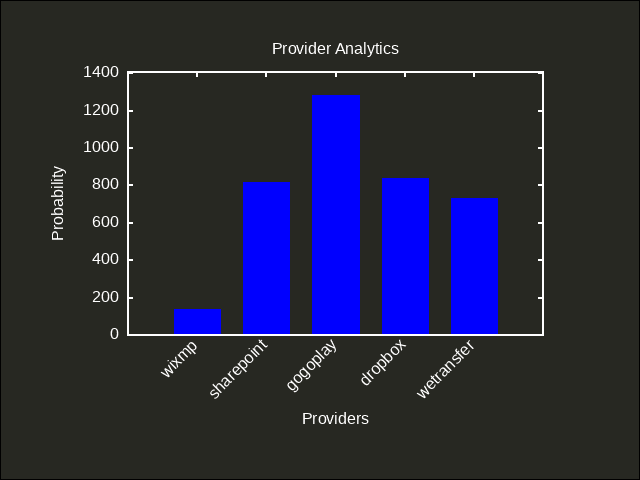 Provider Analytics
1400
1200
1000
800
600
400
200
0
Probability
wixmp
sharepoint
gogoplay
dropbox
wetransfer
Providers